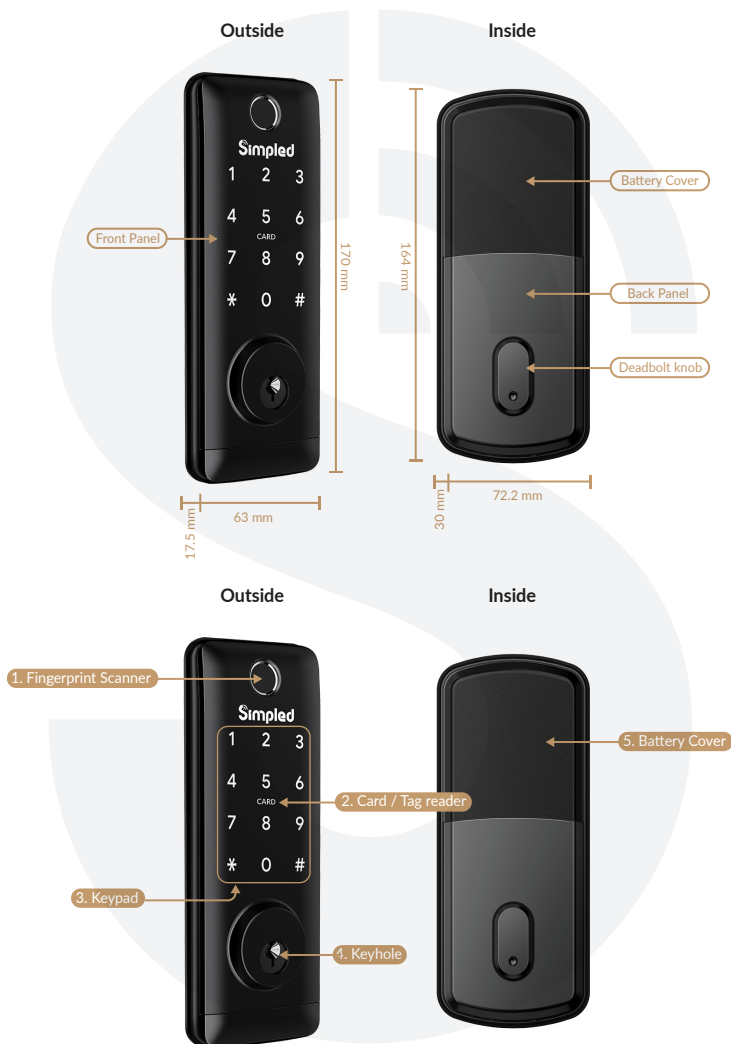 Outside
Inside
Simpled
1 2 3
4 5 6
CARD
7 8 9
* 0 #
Front Panel
170 mm
164 mm
Battery Cover
Back Panel
Deadbolt knob
17.5 mm
63 mm
30 mm
72.2 mm
Outside
Inside
1. Fingerprint Scanner
Simpled
1 2 3
4 5 6
CARD
7 8 9
* 0 #
2. Card / Tag reader
3. Keypad
4. Keyhole
5. Battery Cover